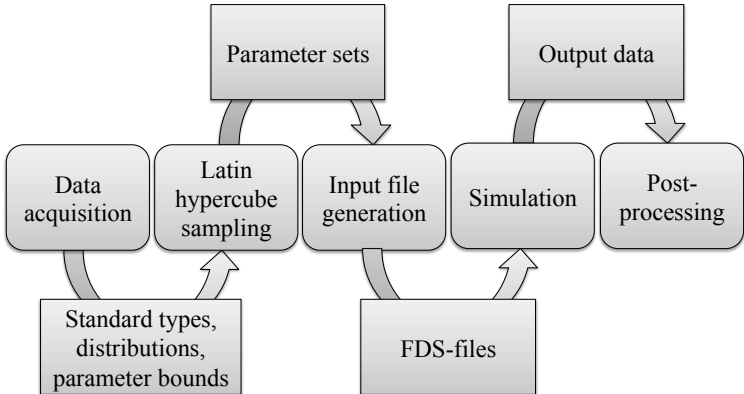 Parameter sets
Output data
Data
acquisition
Latin
hypercube
sampling
Input file
generation
Simulation
Post-
processing
Standard types,
distributions,
parameter bounds
FDS-files